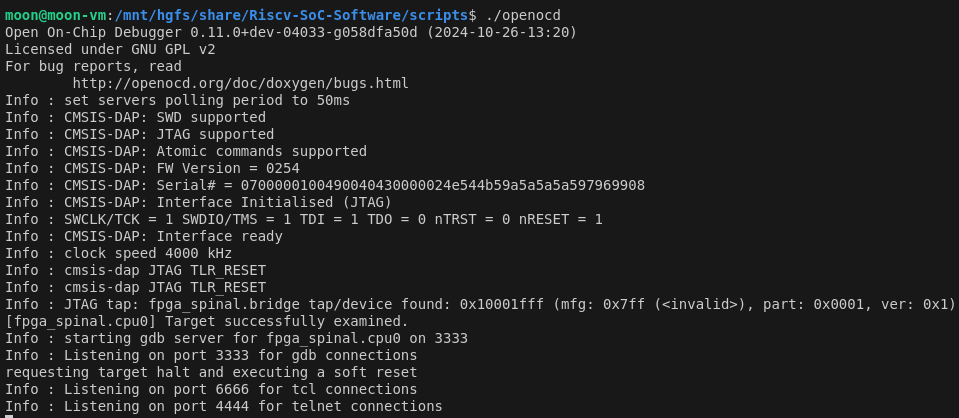 moon@moon-vm:/mnt/hgfs/share/Riscv-SoC-Software/scripts$ ./openocd
Open On-Chip Debugger 0.11.0+dev-04033-g058dfa50d (2024-10-26-13:20)
Licensed under GNU GPL v2
For bug reports, read
        http://openocd.org/doc/doxygen/bugs.html
Info : set servers polling period to 50ms
Info : CMSIS-DAP: SWD supported
Info : CMSIS-DAP: JTAG supported
Info : CMSIS-DAP: Atomic commands supported
Info : CMSIS-DAP: FW Version = 0254
Info : CMSIS-DAP: Serial# = 0700000100490040430000024e544b59a5a5a5a597969908
Info : CMSIS-DAP: Interface Initialised (JTAG)
Info : SWCLK/TCK = 1 SWDIO/TMS = 1 TDI = 1 TDO = 0 nTRST = 0 nRESET = 1
Info : CMSIS-DAP: Interface ready
Info : clock speed 4000 kHz
Info : cmsis-dap JTAG TLR_RESET
Info : cmsis-dap JTAG TLR_RESET
Info : JTAG tap: fpga_spinal.bridge tap/device found: 0x10001fff (mfg: 0x7ff (<invalid>), part: 0x0001, ver: 0x1)
[fpga_spinal.cpu0] Target successfully examined.
Info : starting gdb server for fpga_spinal.cpu0 on 3333
Info : Listening on port 3333 for gdb connections
requesting target halt and executing a soft reset
Info : Listening on port 6666 for tcl connections
Info : Listening on port 4444 for telnet connections